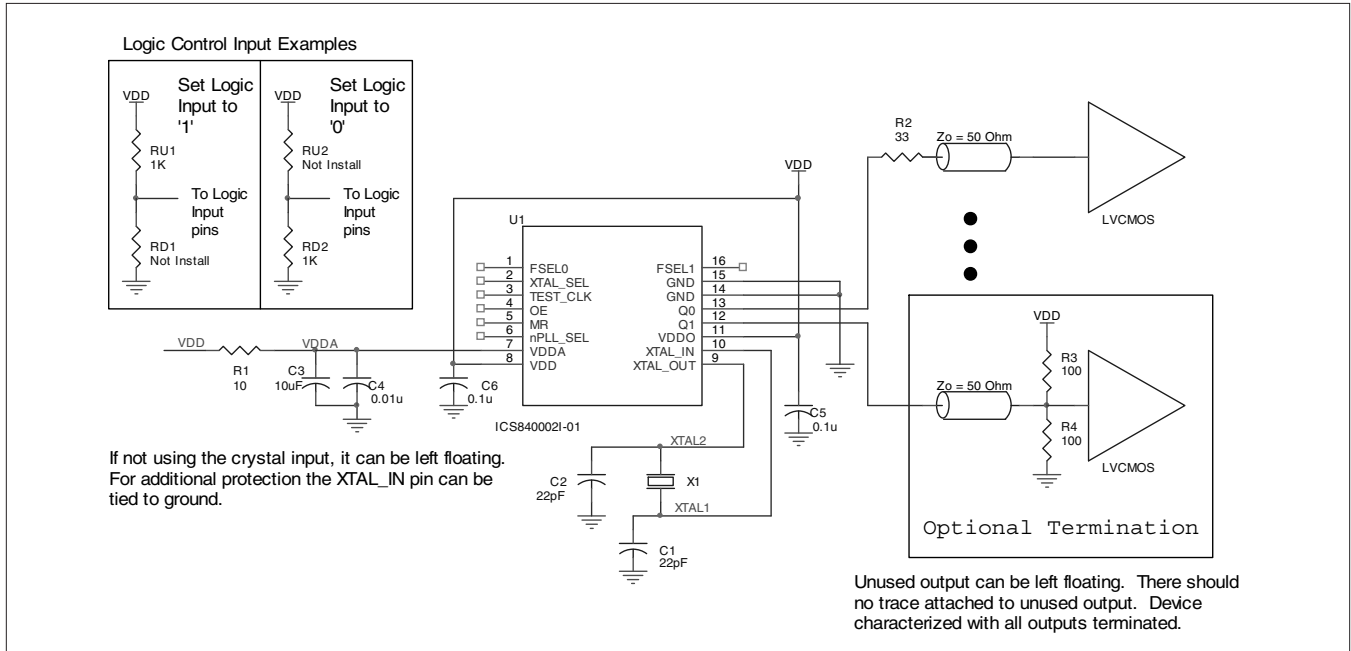 Logic Control Input Examples
Set Logic
Input to
'1'
VDD
RU1
1K
To Logic
Input
pins
RD1
Not Install
Set Logic
Input to
'0'
VDD
RU2
Not Install
To Logic
Input
pins
RD2
1K
VDD
R1
10
VDDA
C3
10uF
C4
0.01u
C6
0.1u
U1
1
FSEL0
2
XTAL_SEL
3
TEST_CLK
4
OE
5
MR
6
nPLL_SEL
7
VDDA
8
VDD
16
FSEL1
15
GND
14
GND
13
Q0
12
Q1
11
VDDO
10
XTAL_IN
9
XTAL_OUT
ICS840002I-01
VDD
C5
0.1u
XTAL2
C2
22pF
X1
XTAL1
C1
22pF
R2
33
Zo = 50 Ohm
LVCMOS
VDD
R3
100
Zo = 50 Ohm
R4
100
LVCMOS
Optional Termination
If not using the crystal input, it can be left floating.
For additional protection the XTAL_IN pin can be
tied to ground.
Unused output can be left floating. There should
no trace attached to unused output. Device
characterized with all outputs terminated.